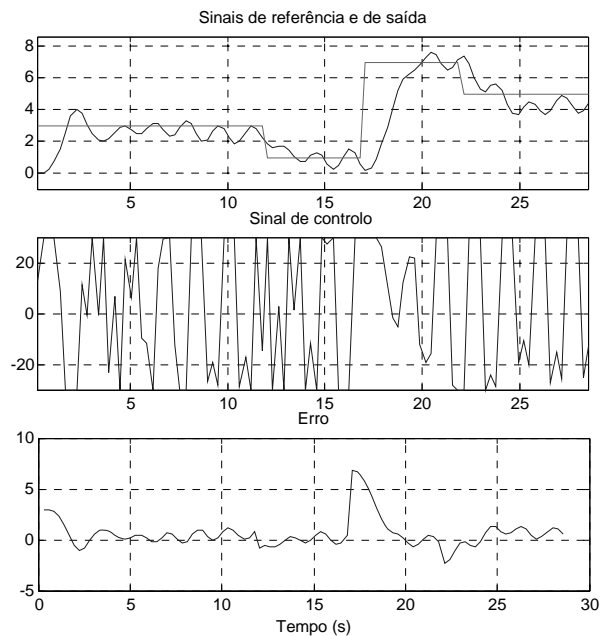 Sinais de referência e de saída
8
6
4
2
0
5 10 15 20 25
Sinal de controlo
20
0
-20
5 10 15 20 25
Erro
10
5
0
-5
0 5 10 15 20 25 30
Tempo (s)